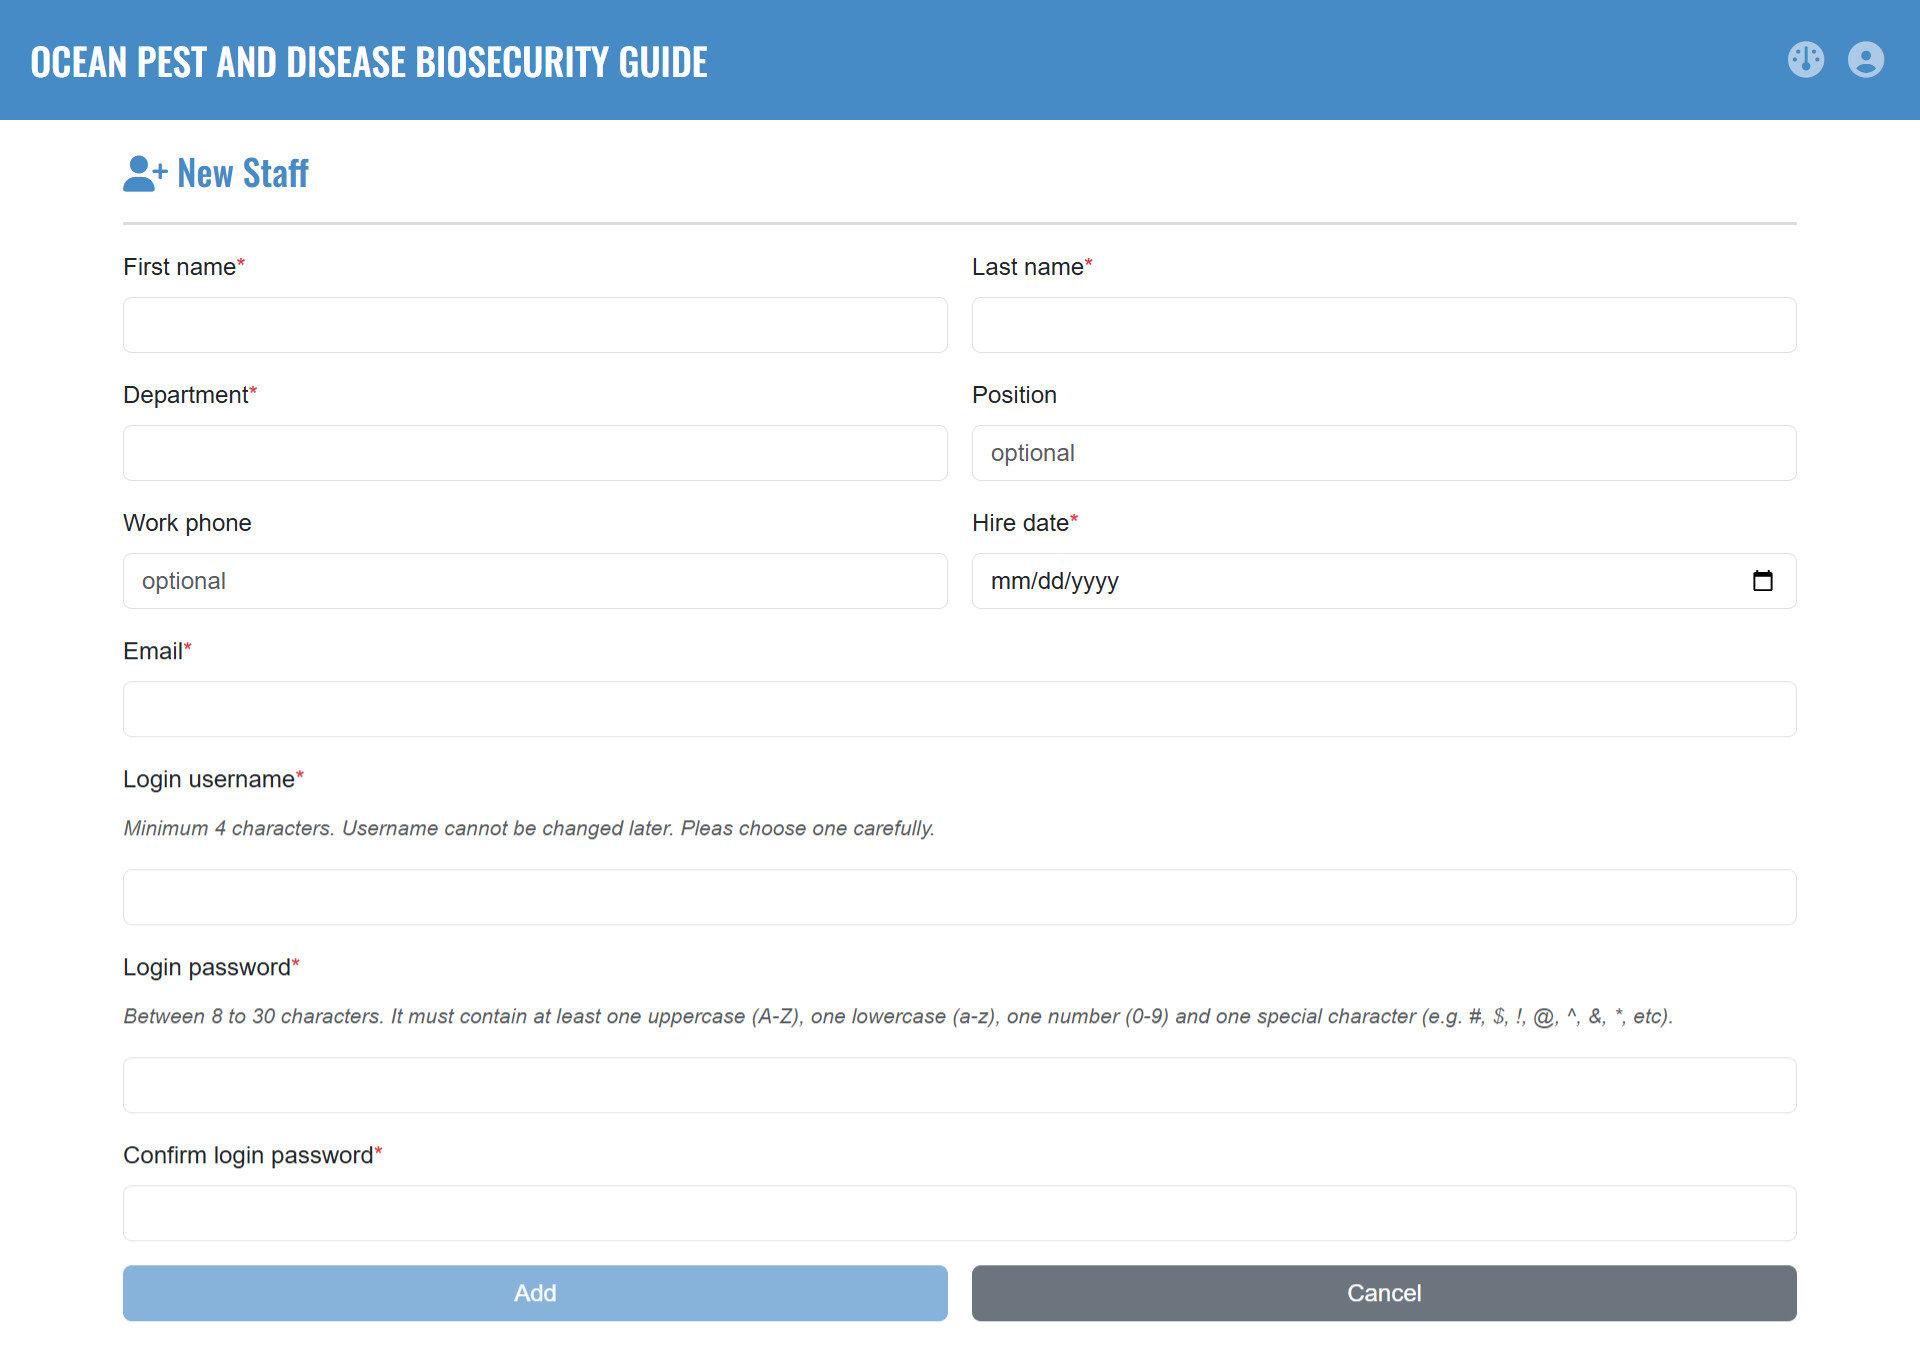 OCEAN PEST AND DISEASE BIOSECURITY GUIDE
New Staff
First name*
Last name*
Department*
Position
optional
Work phone
Hire date*
optional
mm/dd/yyyy
Email*
Login username*
Minimum 4 characters. Username cannot be changed later. Pleas choose one carefully.
Login password*
Between 8 to 30 characters. It must contain at least one uppercase (A-Z), one lowercase (a-z), one number (0-9) and one special character (e.g. #, $, !, @, ^, &, *, etc).
Confirm login password*
Add
Cancel